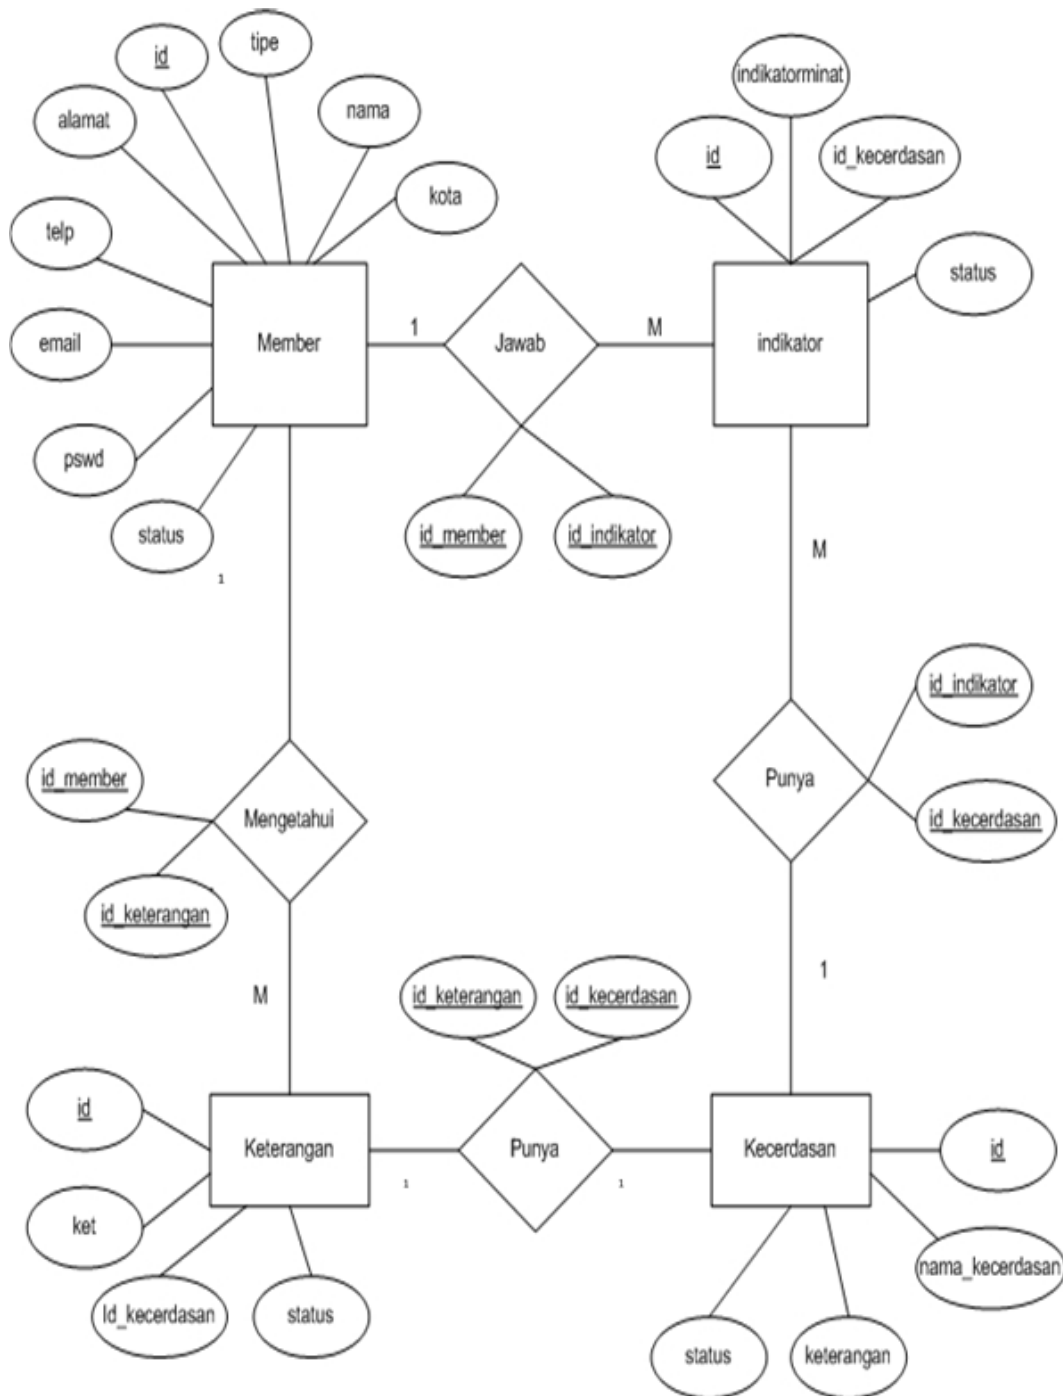 tipe
id
nama
alamat
kota
telp
email
pswd
status
Member
1
Jawab
M
id_member
id_indikator
indikatorminat
id
id_kecerdasan
status
indikator
1
M
id_indikator
Punya
id_kecerdasan
1
id_member
Mengetahui
id_keterangan
M
id_keterangan
id_kecerdasan
id
Keterangan
1
Punya
1
Kecerdasan
id
ket
nama_kecerdasan
Id_kecerdasan
status
status
keterangan